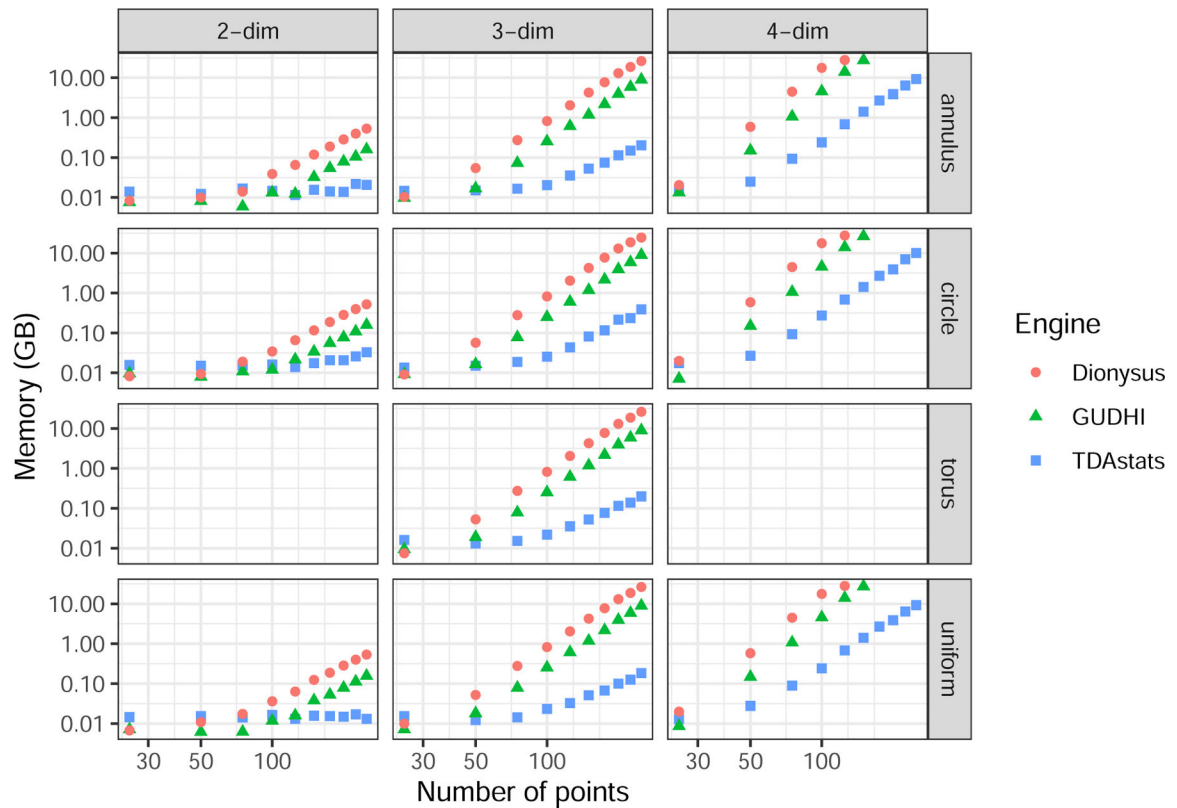 2−dim 3−dim 4−dim
10.00
1.00
0.10
0.01
annulus
10.00
1.00
0.10
0.01
circle
10.00
1.00
0.10
0.01
torus
10.00
1.00
0.10
0.01
uniform
30 50 100 30 50 100 30 50 100
Number of points
Memory (GB)
Engine
Dionysus
GUDHI
TDAstats